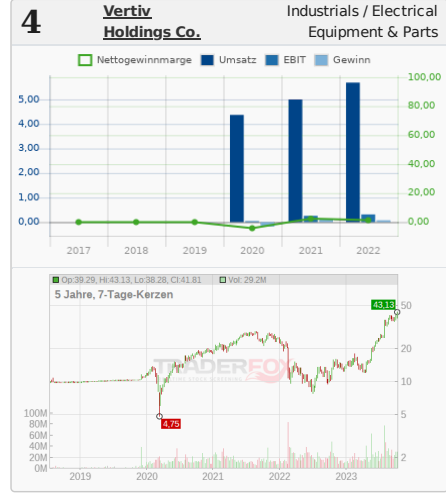 4
Vertiv
Holdings Co.
Industrials / Electrical
Equipment & Parts
Nettogewinnmarge Umsatz EBIT Gewinn
5,00
4,00
3,00
2,00
1,00
0,00
100,00
80,00
60,00
40,00
20,00
0,00
2017 2018 2019 2020 2021 2022
Op:39.29, Hi:43.13, Lo:38.28, Cl:41.81 Vol: 29.2M
5 Jahre, 7-Tage-Kerzen
43,13
50
20
10
5
2
TRADERFOX
4,75
100M
80M
60M
40M
20M
0M
2019 2020 2021 2022 2023